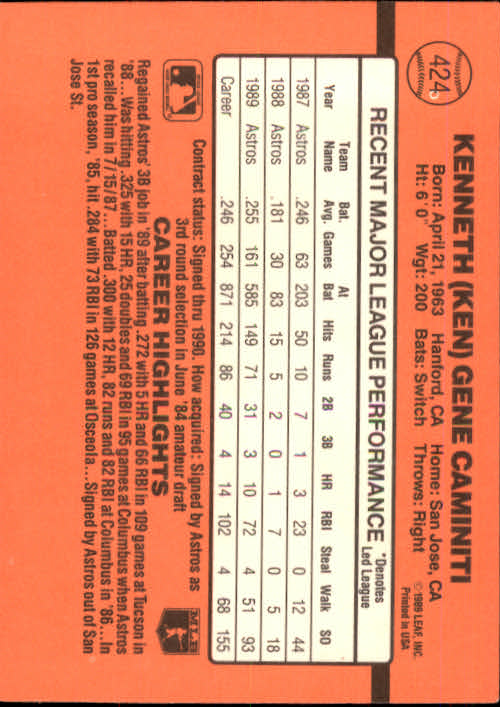 424
KENNETH (KEN) GENE CAMINITI
Born: April 21, 1963 Hanford, CA Home: San Jose, CA
Ht: 6' 0" Wgt: 200 Bats: Switch Throws: Right
© 1989 LEAF, INC.
Printed in USA
RECENT MAJOR LEAGUE PERFORMANCE *Denotes Led League
Year Team Name Bat. Avg. Games At Bat Hits Runs 2B 3B HR RBI Steal Walk SO
1987 Astros .246 63 203 50 10 7 1 3 23 0 12 44
1988 Astros .181 30 83 15 5 2 0 1 7 0 5 18
1989 Astros .255 161 585 149 71 31 3 10 72 4 51 93
Career .246 254 871 214 86 40 4 14 102 4 68 155
Contract status: Signed thru 1990. How acquired: Signed by Astros as
3rd round selection in June '84 amateur draft
CAREER HIGHLIGHTS
MLB
Regained Astros' 3B job in '89 after batting .272 with 5 HR and 66 RBI in 109 games at Tucson in
'88...Was hitting .325 with 15 HR, 25 doubles and 69 RBI in 95 games at Columbus when Astros
recalled him in 7/15/87...Batted .300 with 12 HR, 82 runs and 82 RBI at Columbus in '86...In
1st pro season, '85, hit .284 with 73 RBI in 126 games at Osceola...Signed by Astros out of San
Jose St.